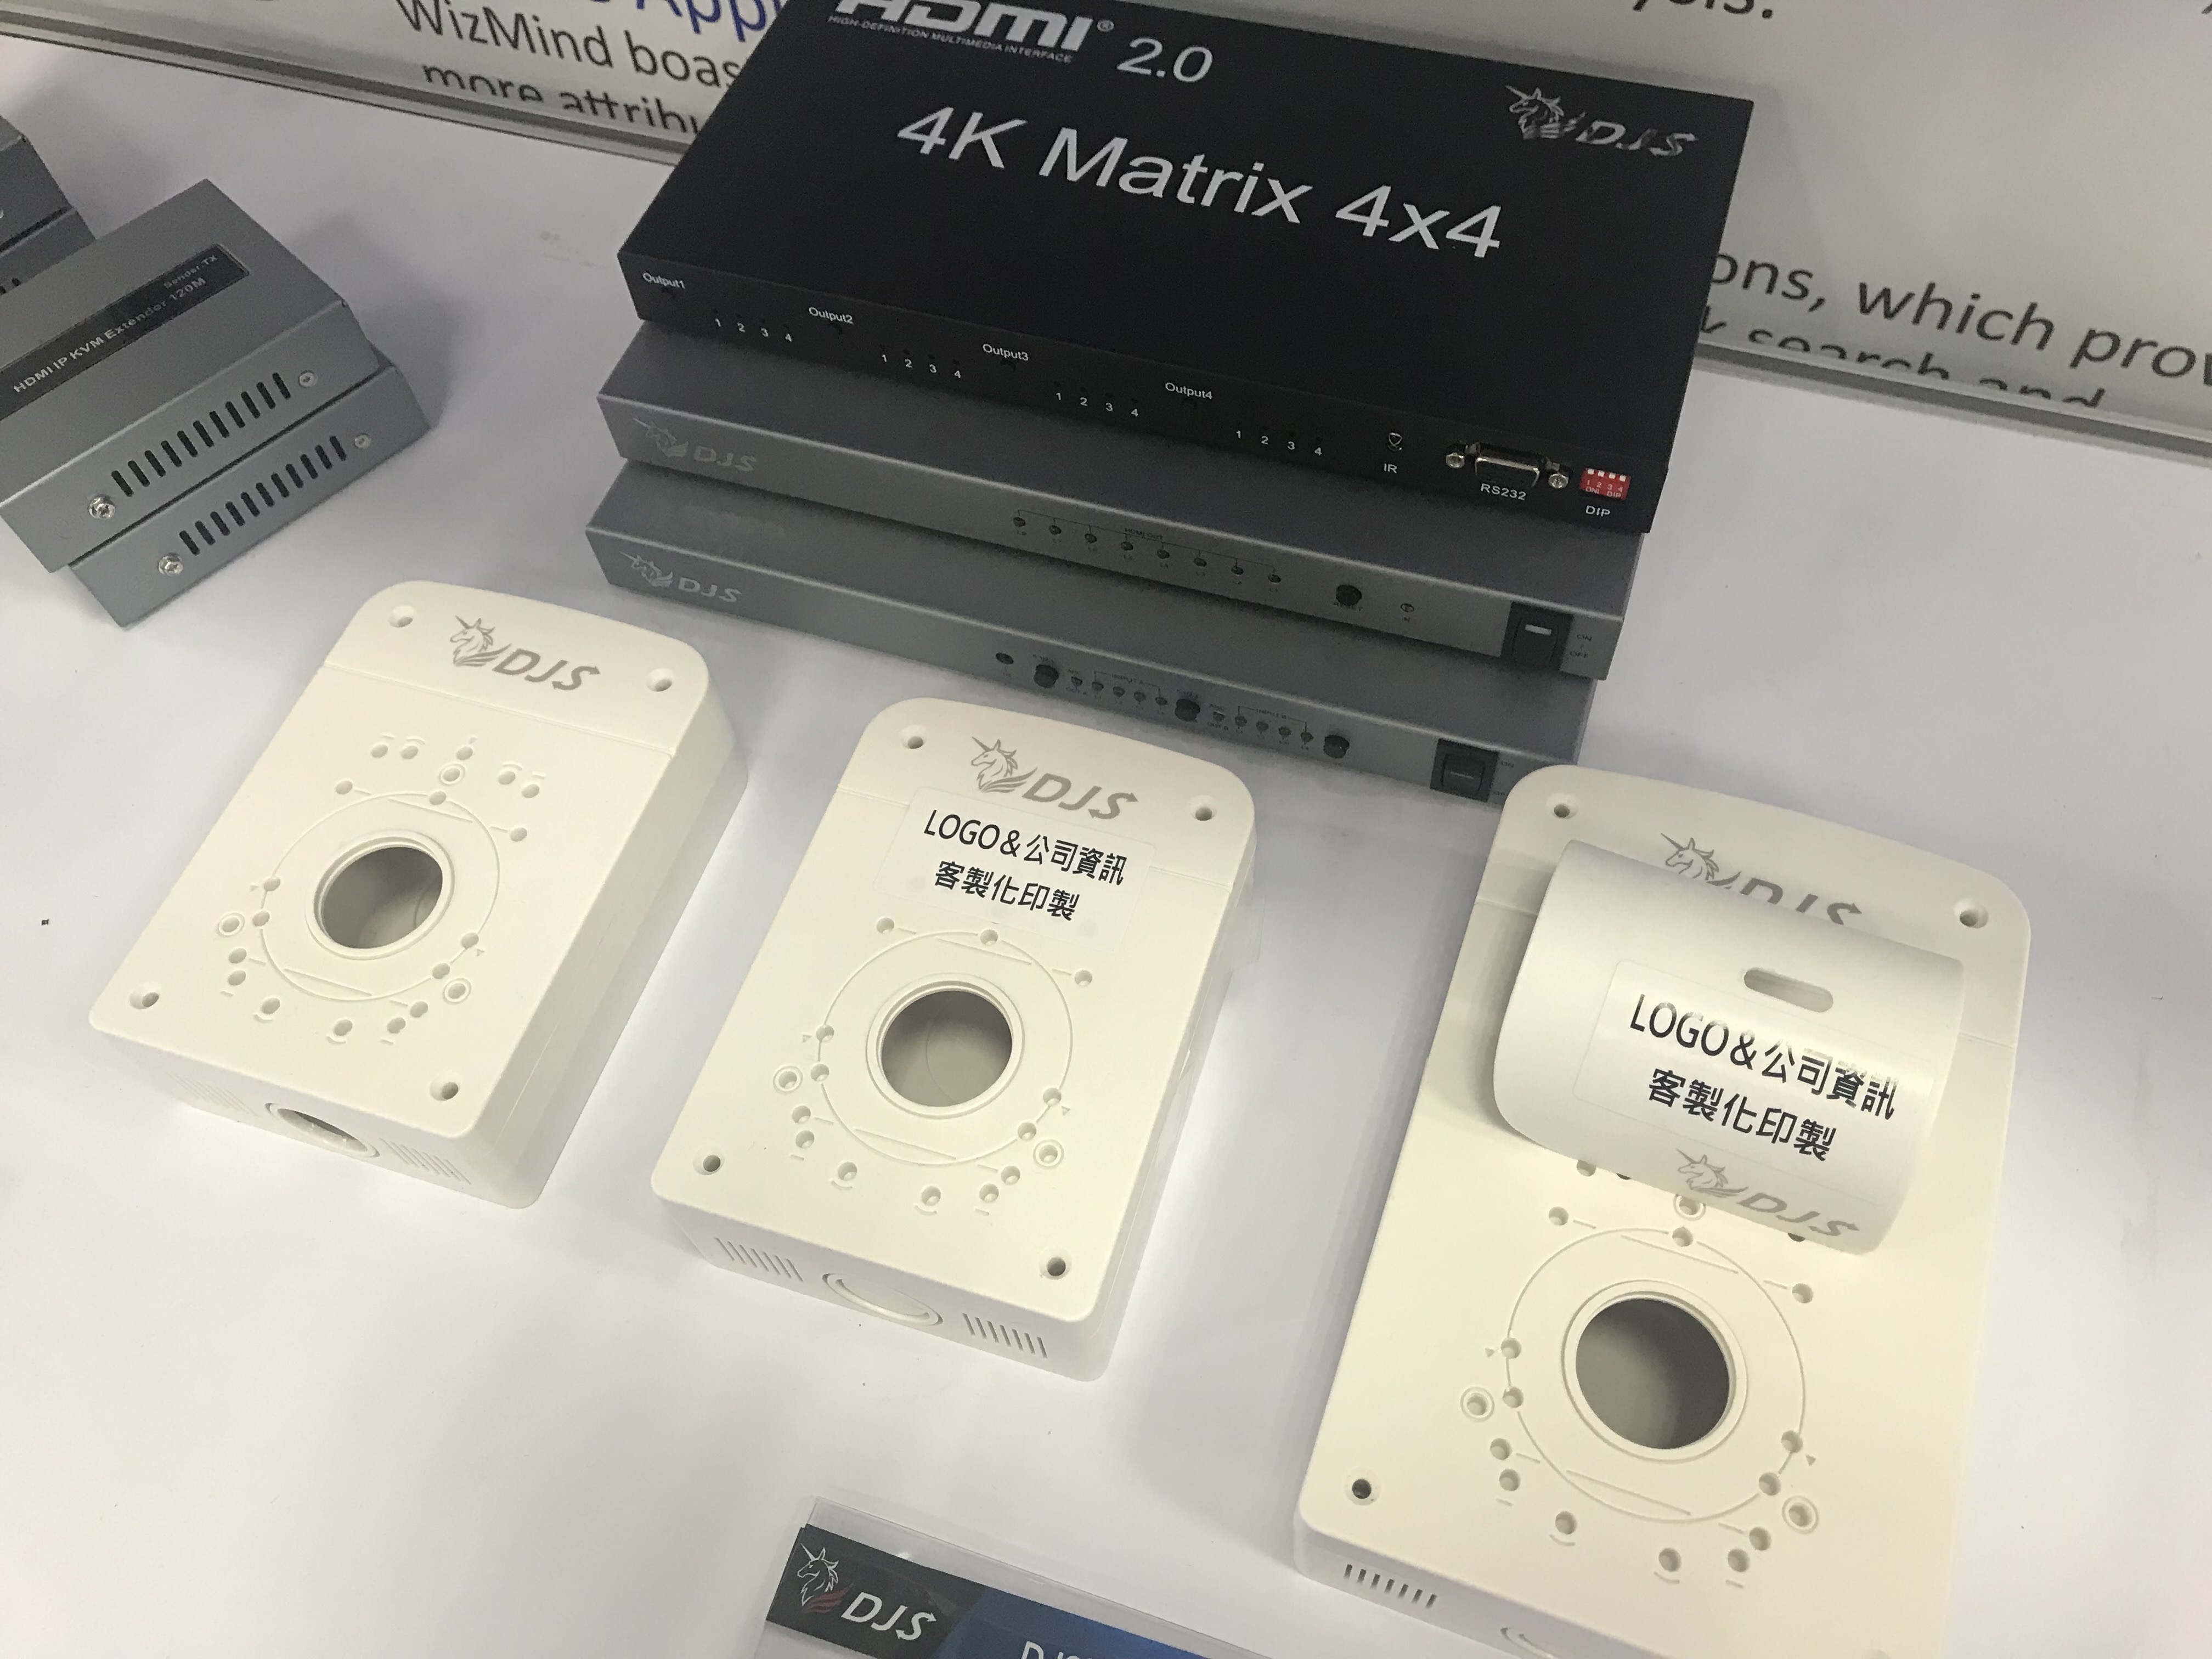 WizMind boas
more attribu
ons, which prov
k search and
HDMI® 2.0
HIGH-DEFINITION MULTIMEDIA INTERFACE
DJS
4K Matrix 4x4
Output1
1 2 3 4
Output2
1 2 3 4
Output3
1 2 3 4
Output4
1 2 3 4
IR
RS232
DIP
Sender-TX
HDMI IP KVM Extender 120M
DJS
DJS
DJS
DJS
LOGO&公司資訊
客製化印製
DJS
LOGO&公司資訊
客製化印製
DJS
DJS